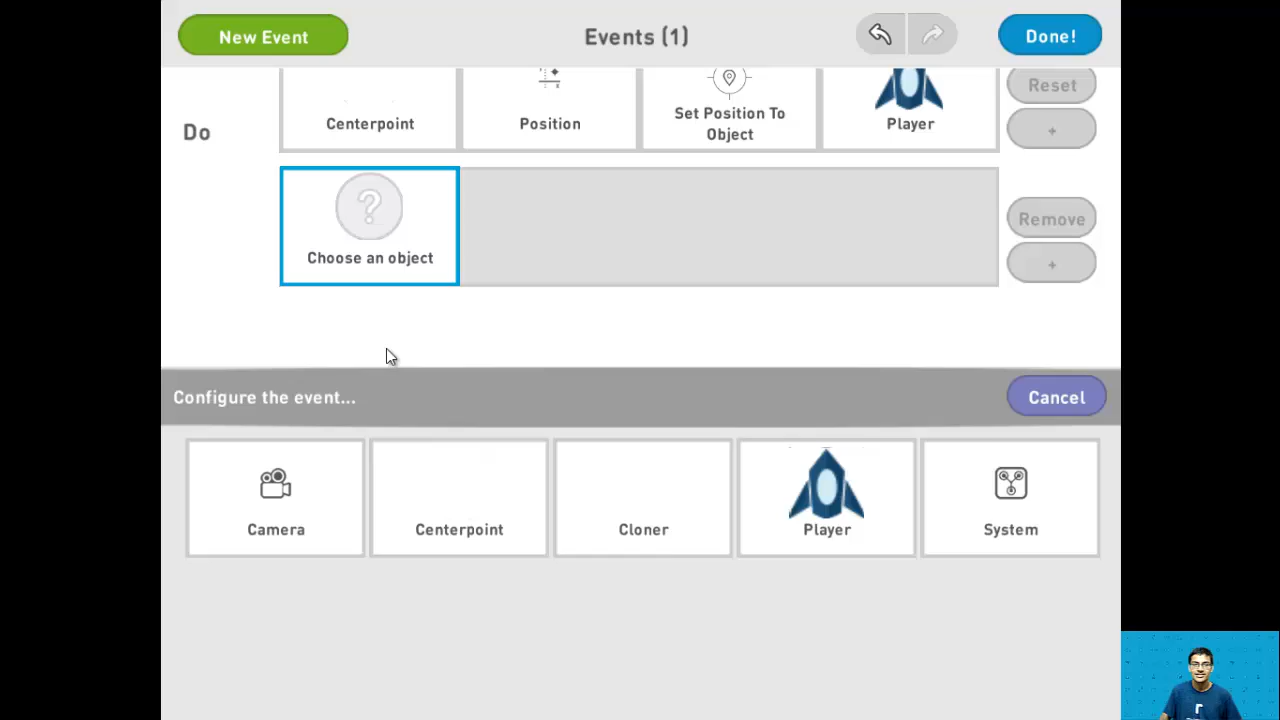 New Event
Events (1)
Done!
Do
Centerpoint
Position
Set Position To
Object
Player
Reset
+
?
Choose an object
Remove
+
Configure the event...
Cancel
Camera
Centerpoint
Cloner
Player
System